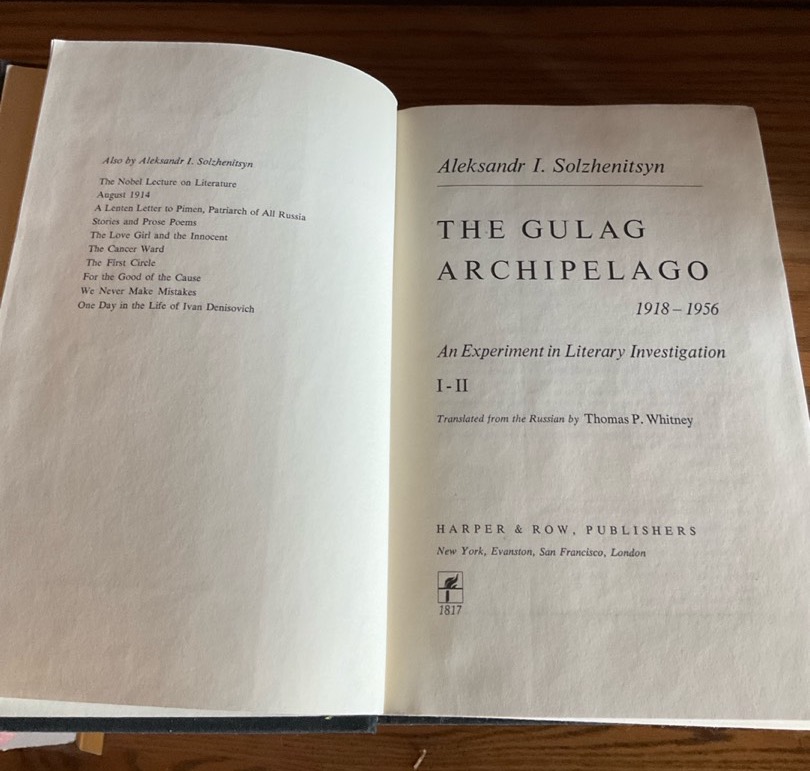 Also by Aleksandr I. Solzhenitsyn
The Nobel Lecture on Literature
August 1914
A Lenten Letter to Pimen, Patriarch of All Russia
Stories and Prose Poems
The Love Girl and the Innocent
The Cancer Ward
The First Circle
For the Good of the Cause
We Never Make Mistakes
One Day in the Life of Ivan Denisovich
Aleksandr I. Solzhenitsyn
THE GULAG
ARCHIPELAGO
1918 – 1956
An Experiment in Literary Investigation
I - II
Translated from the Russian by Thomas P. Whitney
HARPER & ROW, PUBLISHERS
New York, Evanston, San Francisco, London
1817